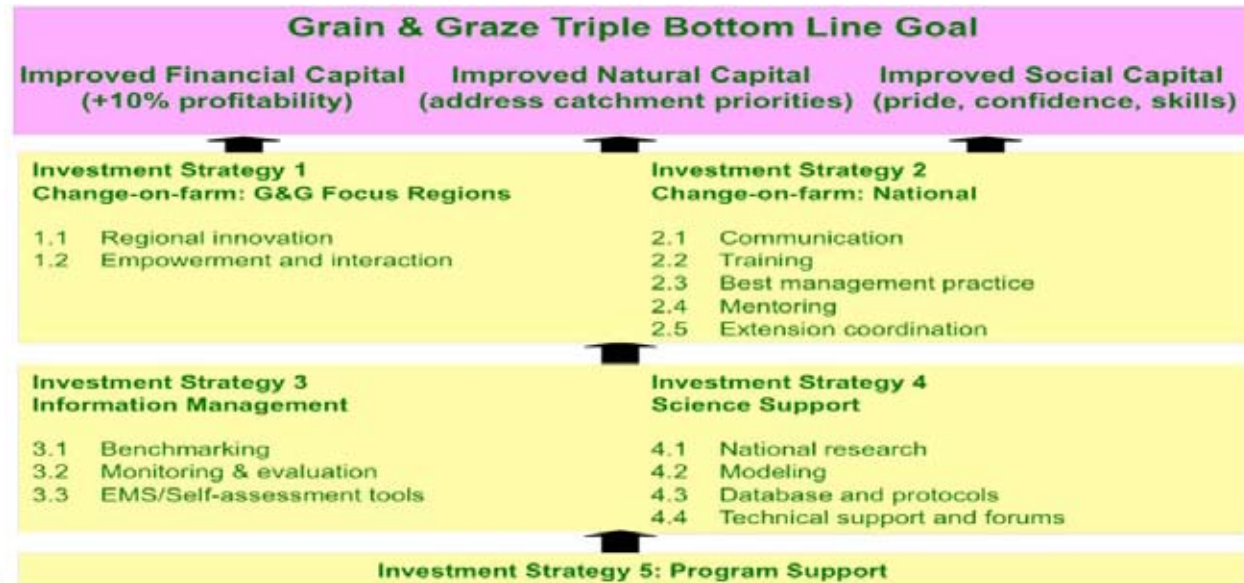 Grain & Graze Triple Bottom Line Goal
Improved Financial Capital
(+10% profitability)
Improved Natural Capital
(address catchment priorities)
Improved Social Capital
(pride, confidence, skills)
Investment Strategy 1
Change-on-farm: G&G Focus Regions
1.1 Regional innovation
1.2 Empowerment and interaction
Investment Strategy 2
Change-on-farm: National
2.1 Communication
2.2 Training
2.3 Best management practice
2.4 Mentoring
2.5 Extension coordination
Investment Strategy 3
Information Management
3.1 Benchmarking
3.2 Monitoring & evaluation
3.3 EMS/Self-assessment tools
Investment Strategy 4
Science Support
4.1 National research
4.2 Modeling
4.3 Database and protocols
4.4 Technical support and forums
Investment Strategy 5: Program Support